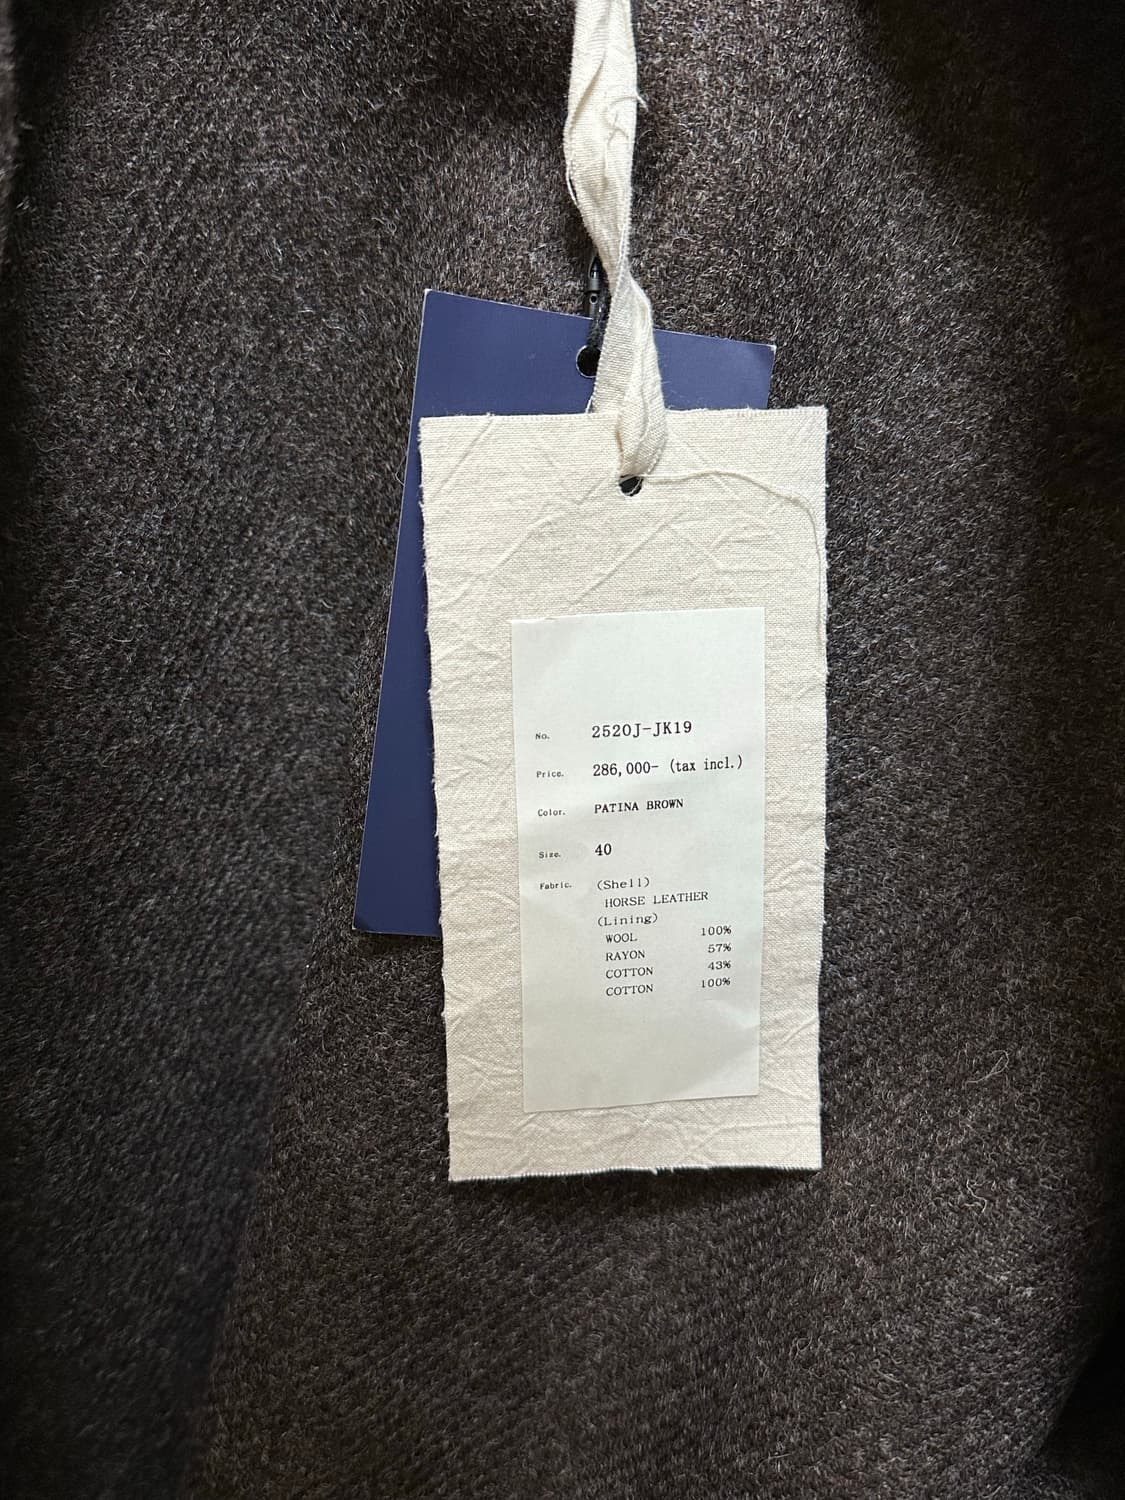 No. 2520J-JK19
Price. 286,000- (tax incl.)
Color. PATINA BROWN
Size. 40
Fabric. (Shell)
HORSE LEATHER
(Lining)
WOOL 100%
RAYON 57%
COTTON 43%
COTTON 100%